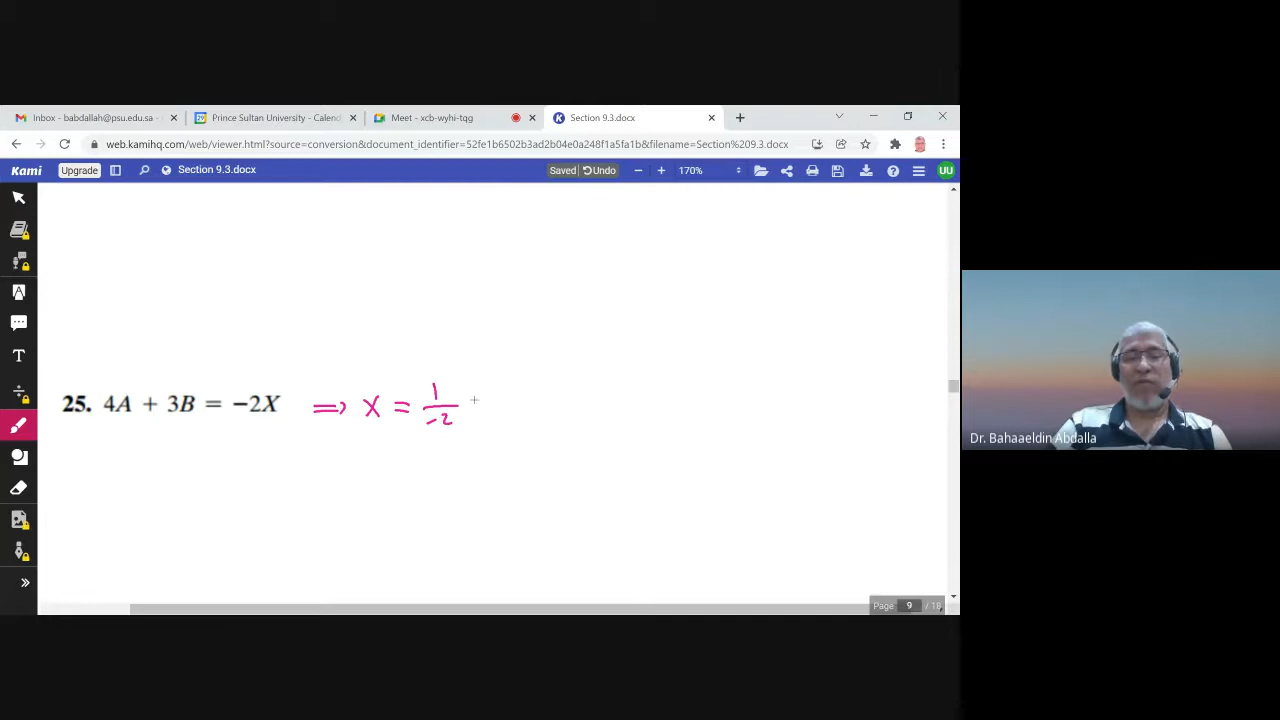 Inbox - babdallah@psu.edu.sa -
Prince Sultan University - Calend
Meet - xcb-wyhi-tqg
Section 9.3.docx
web.kamihq.com/web/viewer.html?source=conversion&document_identifier=52fe1b6502b3ad2b04e0a248f1a5fa1b&filename=Section%209.3.docx
Kami Upgrade Section 9.3.docx Saved Undo 170% UU
25. 4A + 3B = −2X ⟹ X = 1/-2
Dr. Bahaaeldin Abdalla
Page 9 / 18